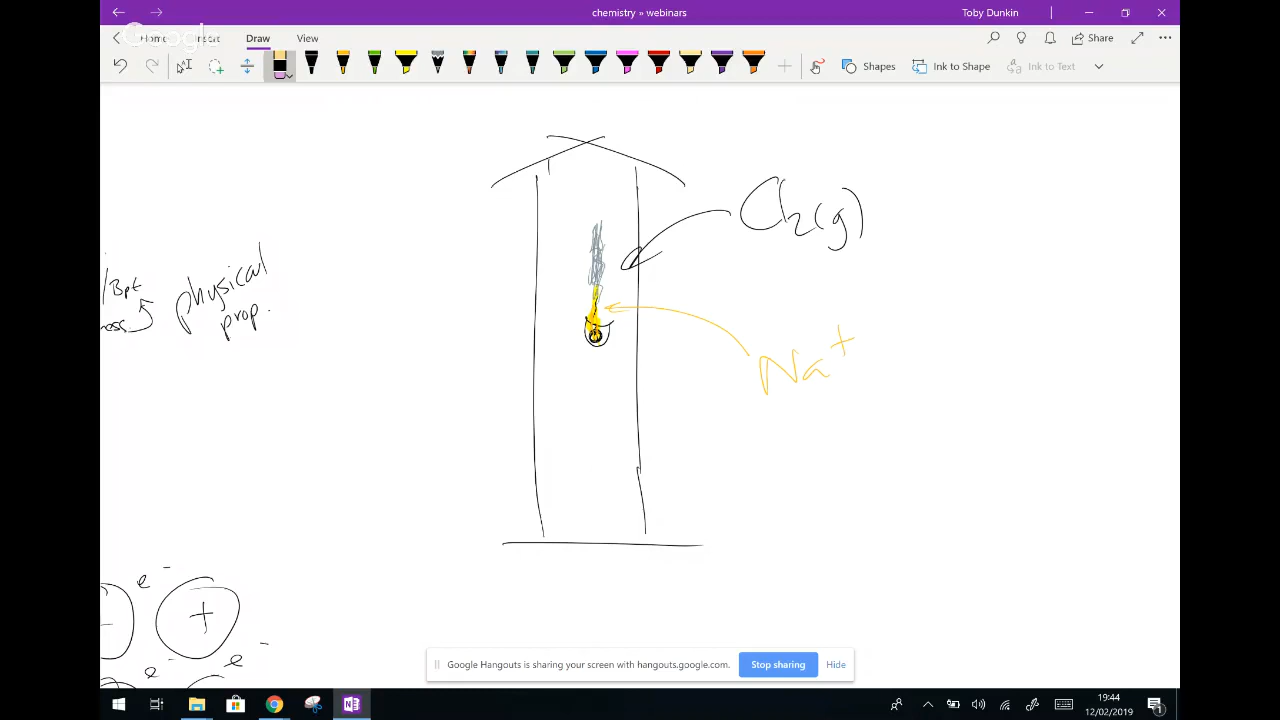 chemistry » webinars
Toby Dunkin
Google
Home
Insert
Draw
View
Share
Shapes
Ink to Shape
Ink to Text
Cl2(g)
/Bpt
physical
prop.
Na+
e-
+
e-
e-
Google Hangouts is sharing your screen with hangouts.google.com.
Stop sharing
Hide
19:44
12/02/2019